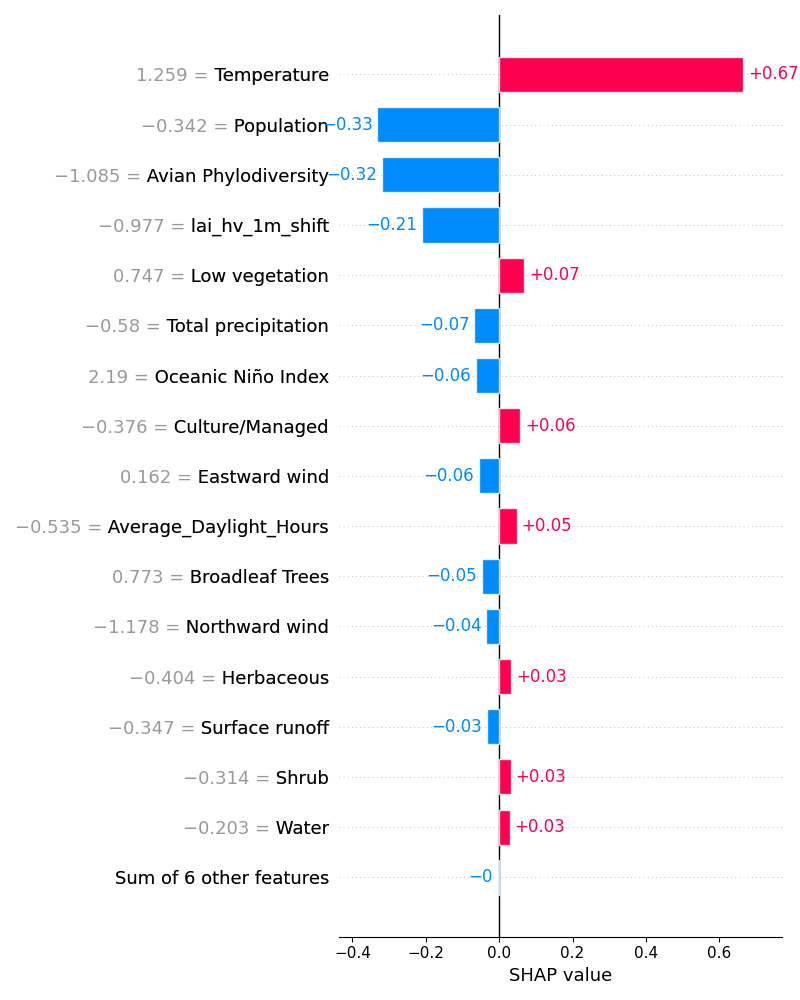 1.259 = Temperature +0.67
−0.342 = Population −0.33
−1.085 = Avian Phylodiversity −0.32
−0.977 = lai_hv_1m_shift −0.21
0.747 = Low vegetation +0.07
−0.58 = Total precipitation −0.07
2.19 = Oceanic Niño Index −0.06
−0.376 = Culture/Managed +0.06
0.162 = Eastward wind −0.06
−0.535 = Average_Daylight_Hours +0.05
0.773 = Broadleaf Trees −0.05
−1.178 = Northward wind −0.04
−0.404 = Herbaceous +0.03
−0.347 = Surface runoff −0.03
−0.314 = Shrub +0.03
−0.203 = Water +0.03
Sum of 6 other features −0
−0.4 −0.2 0.0 0.2 0.4 0.6
SHAP value